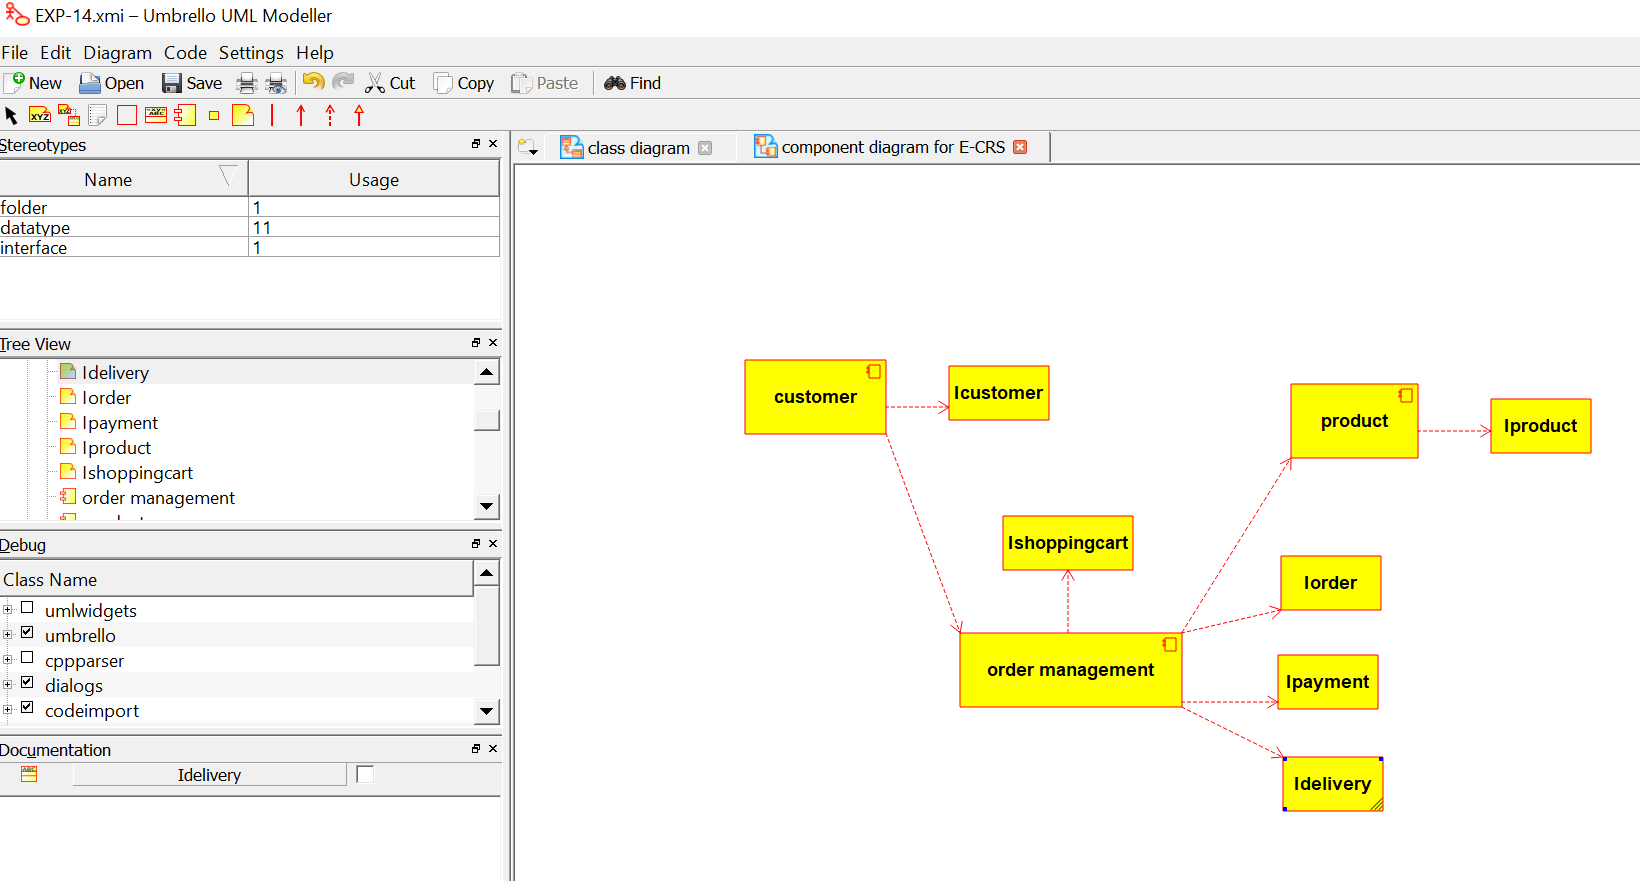 EXP-14.xmi – Umbrello UML Modeller
File Edit Diagram Code Settings Help
New Open Save Cut Copy Paste Find
Stereotypes
Name Usage
folder 1
datatype 11
interface 1
Tree View
Idelivery
Iorder
Ipayment
Iproduct
Ishoppingcart
order management
Debug
Class Name
umlwidgets
umbrello
cppparser
dialogs
codeimport
Documentation
Idelivery
class diagram component diagram for E-CRS
customer
Icustomer
product
Iproduct
Ishoppingcart
Iorder
order management
Ipayment
Idelivery